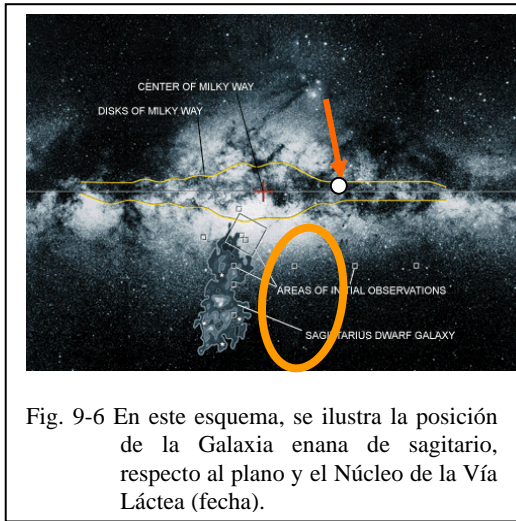 CENTER OF MILKY WAY
DISKS OF MILKY WAY
AREAS OF INITIAL OBSERVATIONS
SAGITTARIUS DWARF GALAXY
Fig. 9-6 En este esquema, se ilustra la posición
de la Galaxia enana de sagitario,
respecto al plano y el Núcleo de la Vía
Láctea (fecha).